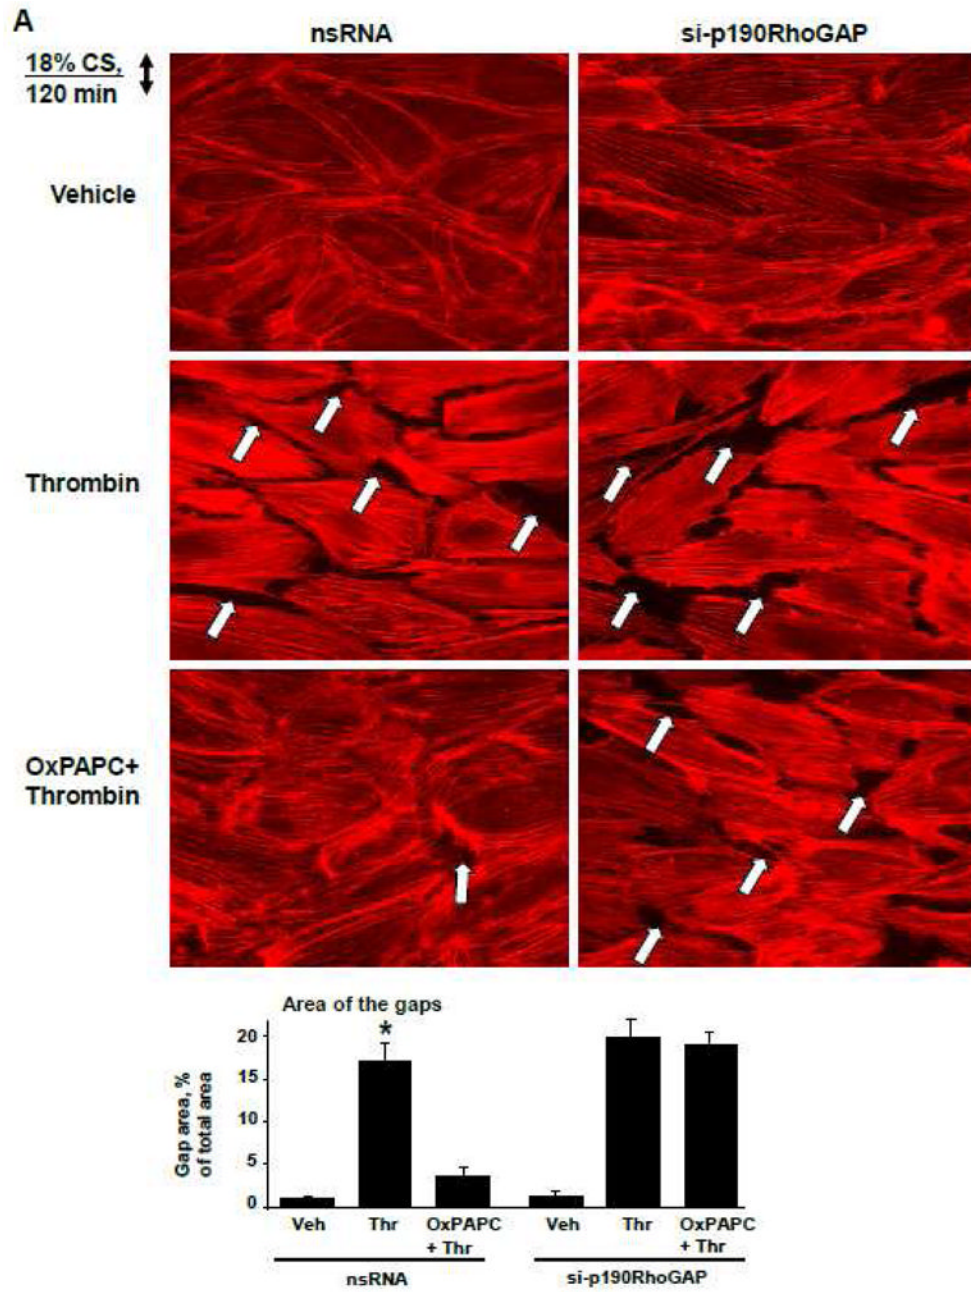 A
nsRNA
si-p190RhoGAP
18% CS,
120 min
Vehicle
Thrombin
OxPAPC+
Thrombin
Area of the gaps
Gap area, %
of total area
20
15
10
5
0
*
Veh
Thr
OxPAPC
+ Thr
Veh
Thr
OxPAPC
+ Thr
nsRNA
si-p190RhoGAP